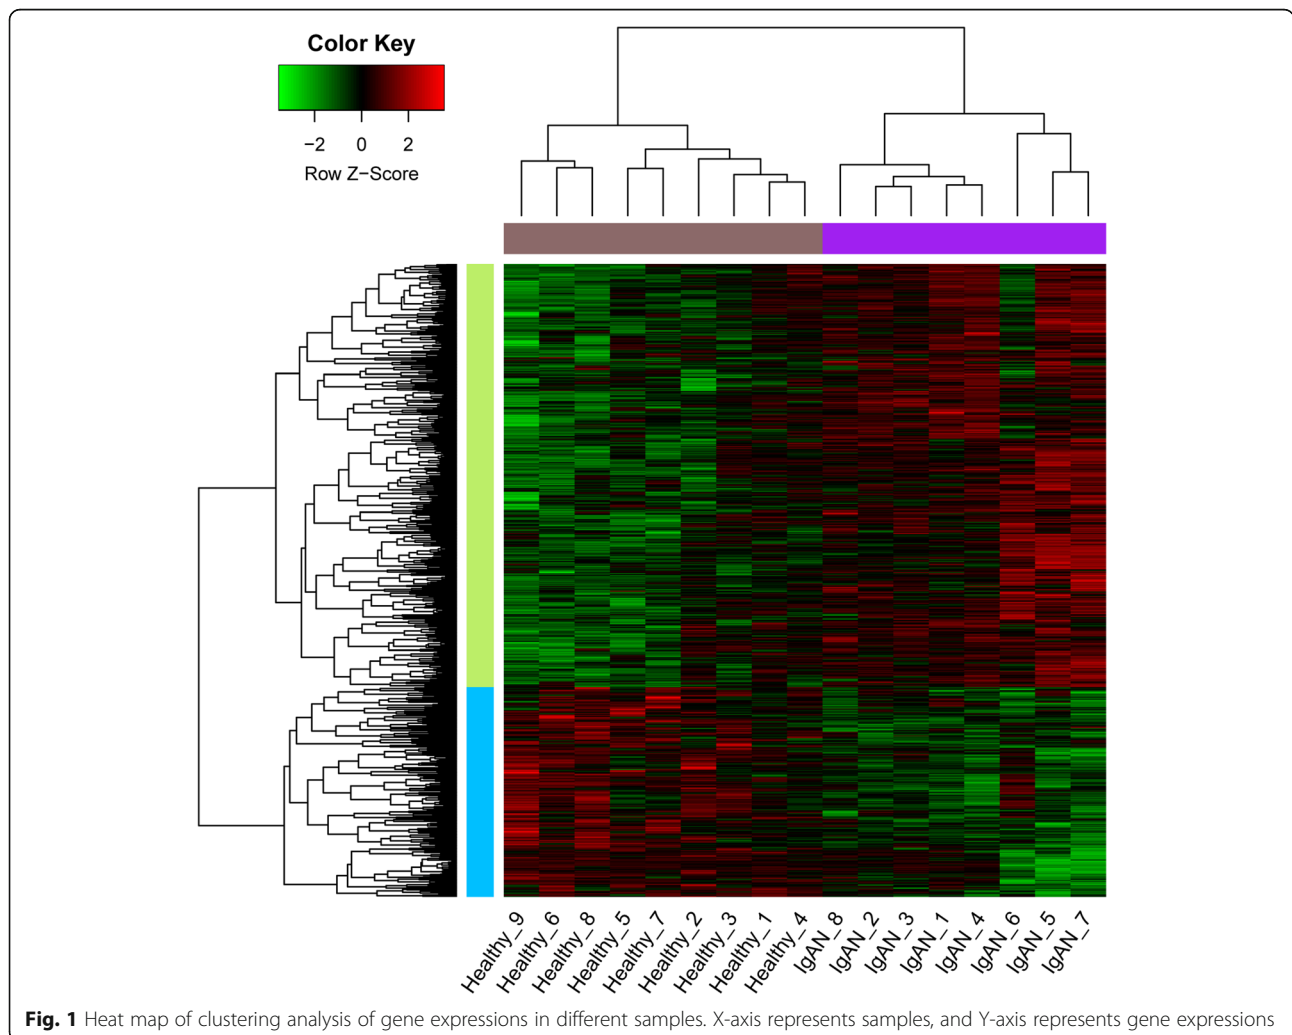 Color Key
−2 0 2
Row Z−Score
Healthy_9
Healthy_6
Healthy_8
Healthy_5
Healthy_7
Healthy_2
Healthy_3
Healthy_1
Healthy_4
IgAN_8
IgAN_2
IgAN_3
IgAN_1
IgAN_4
IgAN_6
IgAN_5
IgAN_7
Fig. 1 Heat map of clustering analysis of gene expressions in different samples. X-axis represents samples, and Y-axis represents gene expressions